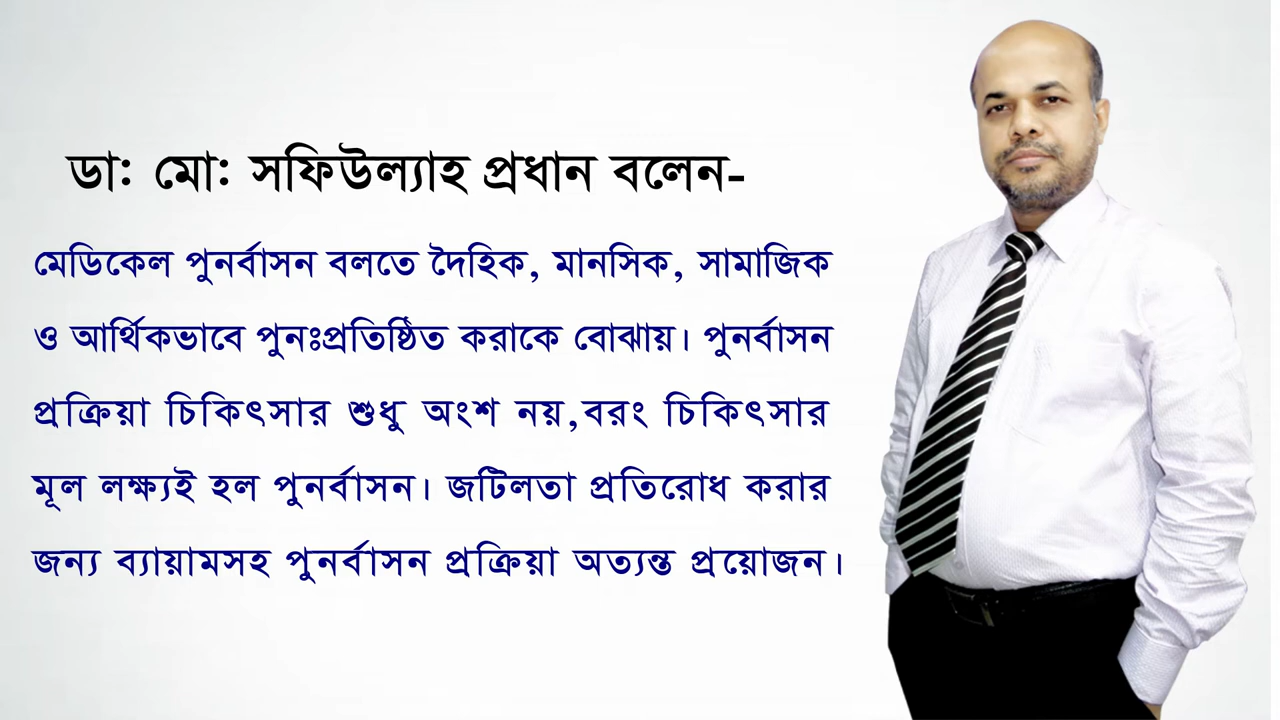 ডা: মো: সফিউল্যাহ প্রধান বলেন-
মেডিকেল পুনর্বাসন বলতে দৈহিক, মানসিক, সামাজিক
ও আর্থিকভাবে পুনঃপ্রতিষ্ঠিত করাকে বোঝায়। পুনর্বাসন
প্রক্রিয়া চিকিৎসার শুধু অংশ নয়,বরং চিকিৎসার
মূল লক্ষ্যই হল পুনর্বাসন। জটিলতা প্রতিরোধ করার
জন্য ব্যায়ামসহ পুনর্বাসন প্রক্রিয়া অত্যন্ত প্রয়োজন।